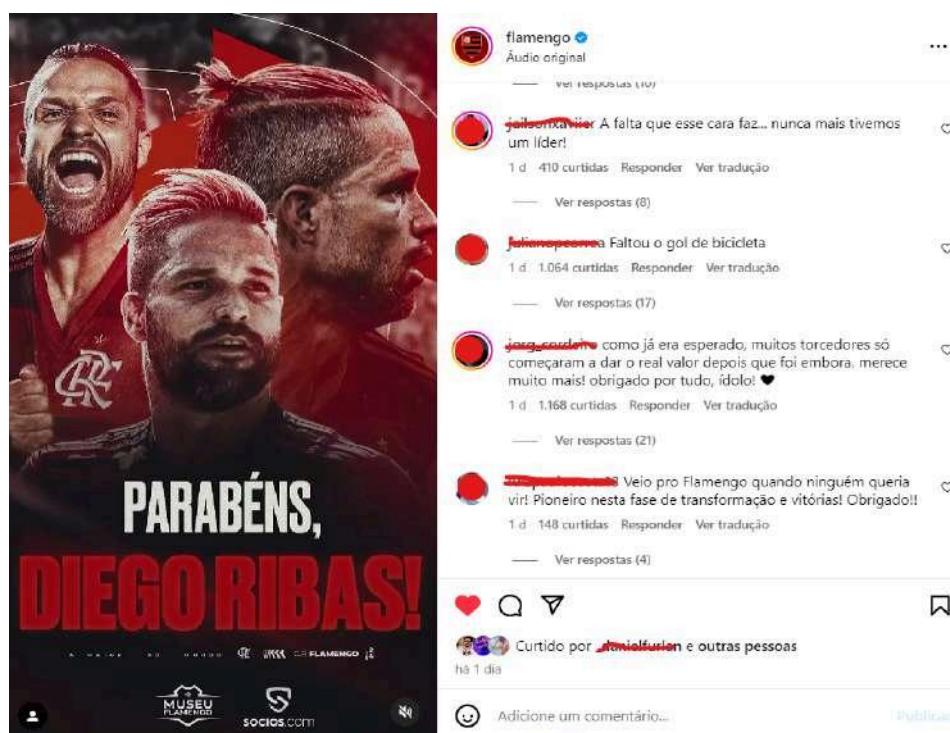 PARABÉNS,
DIEGO RIBAS!
C.R FLAMENGO
MUSEU
FLAMENGO
socios.com
flamengo
Áudio original
Ver respostas (10)
A falta que esse cara faz... nunca mais tivemos
um líder!
1 d 410 curtidas Responder Ver tradução
Ver respostas (8)
Faltou o gol de bicicleta
1 d 1.064 curtidas Responder Ver tradução
Ver respostas (17)
como já era esperado, muitos torcedores só
começaram a dar o real valor depois que foi embora. merece
muito mais! obrigado por tudo, ídolo! 🖤
1 d 1.168 curtidas Responder Ver tradução
Ver respostas (21)
Veio pro Flamengo quando ninguém queria
vir! Pioneiro nesta fase de transformação e vitórias! Obrigado!!
1 d 148 curtidas Responder Ver tradução
Ver respostas (4)
Curtido por e outras pessoas
há 1 dia
Adicione um comentário...
Publicar